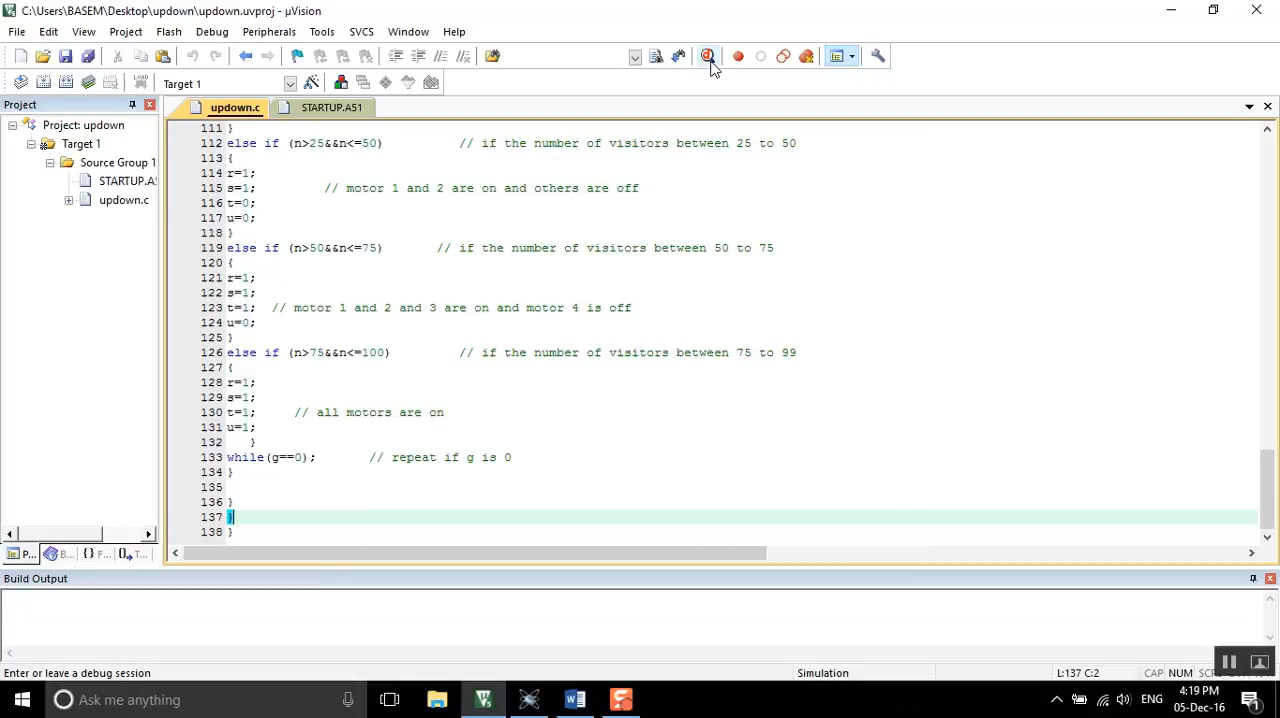 C:\Users\BASEM\Desktop\updown\updown.uvproj - µVision
File Edit View Project Flash Debug Peripherals Tools SVCS Window Help
LOAD Target 1
Project
updown.c STARTUP.A51
Project: updown
Target 1
Source Group 1
STARTUP.A5
updown.c
111 }
112 else if (n>25&&n<=50) // if the number of visitors between 25 to 50
113 {
114 r=1;
115 s=1; // motor 1 and 2 are on and others are off
116 t=0;
117 u=0;
118 }
119 else if (n>50&&n<=75) // if the number of visitors between 50 to 75
120 {
121 r=1;
122 s=1;
123 t=1; // motor 1 and 2 and 3 are on and motor 4 is off
124 u=0;
125 }
126 else if (n>75&&n<=100) // if the number of visitors between 75 to 99
127 {
128 r=1;
129 s=1;
130 t=1; // all motors are on
131 u=1;
132 }
133 while(g==0); // repeat if g is 0
134 }
135
136 }
137 }
138 }
P... B... {} F... {}, T...
Build Output
Enter or leave a debug session Simulation L:137 C:2 CAP NUM SCR
Ask me anything
ENG 4:19 PM
05-Dec-16 1